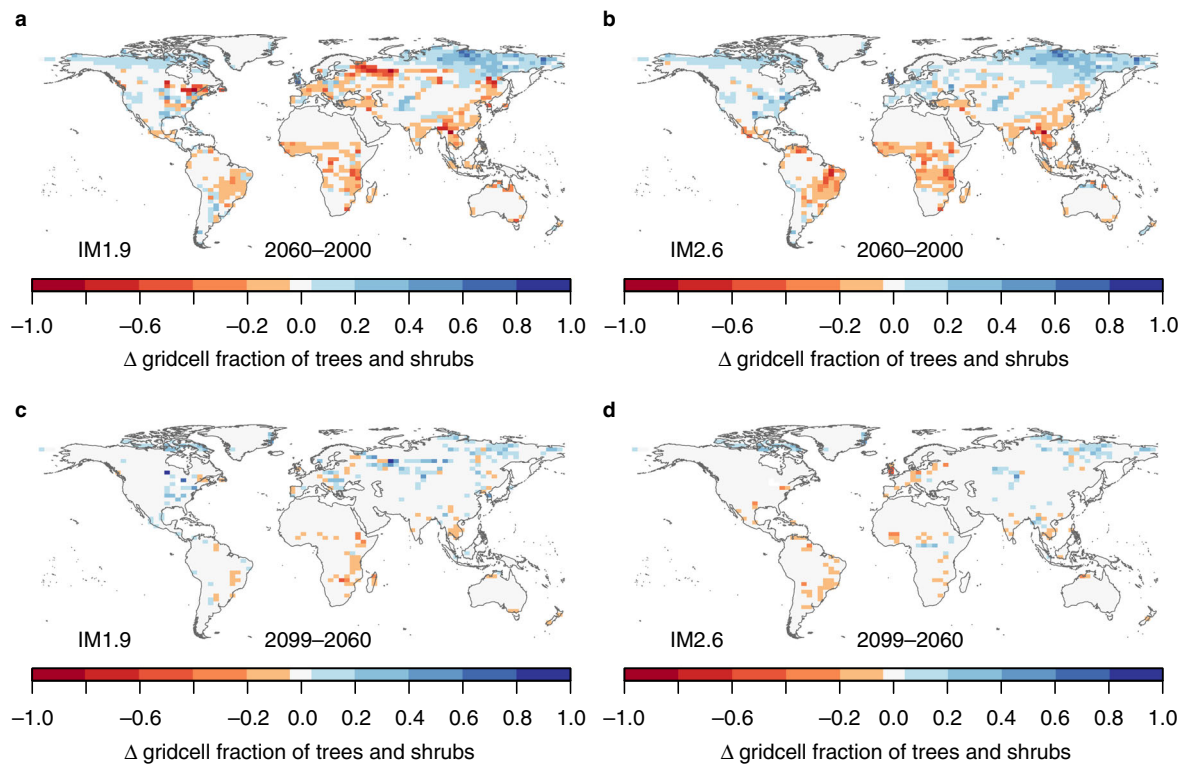 a
b
IM1.9 2060–2000
IM2.6 2060–2000
–1.0 –0.6 –0.2 0.0 0.2 0.4 0.6 0.8 1.0
–1.0 –0.6 –0.2 0.0 0.2 0.4 0.6 0.8 1.0
Δ gridcell fraction of trees and shrubs
Δ gridcell fraction of trees and shrubs
c
d
IM1.9 2099–2060
IM2.6 2099–2060
–1.0 –0.6 –0.2 0.0 0.2 0.4 0.6 0.8 1.0
–1.0 –0.6 –0.2 0.0 0.2 0.4 0.6 0.8 1.0
Δ gridcell fraction of trees and shrubs
Δ gridcell fraction of trees and shrubs